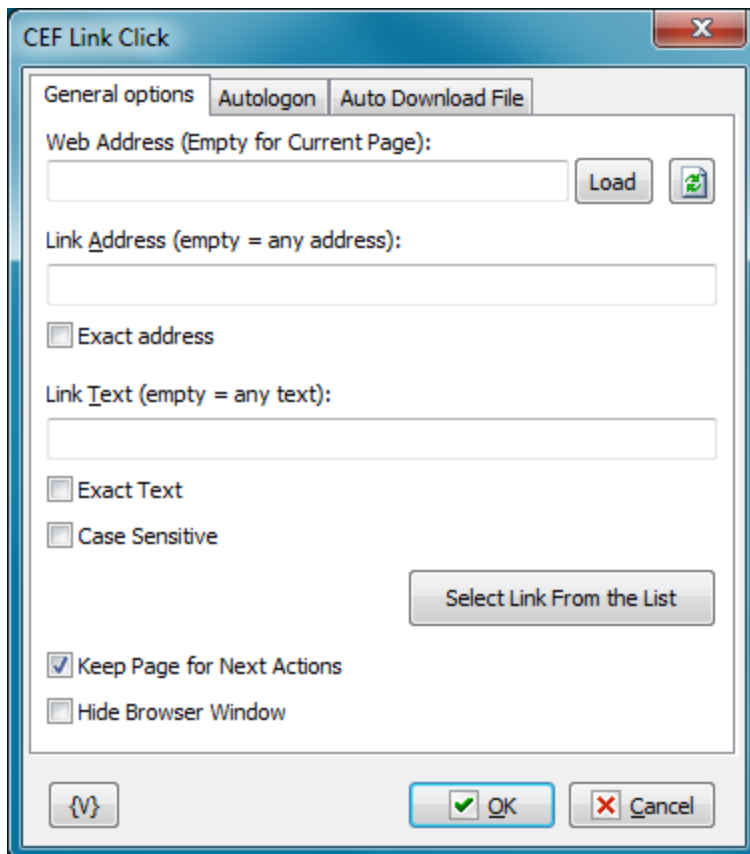 CEF Link Click
General options Autologon Auto Download File
Web Address (Empty for Current Page):
Load
Link Address (empty = any address):
Exact address
Link Text (empty = any text):
Exact Text
Case Sensitive
Select Link From the List
Keep Page for Next Actions
Hide Browser Window
{V} OK Cancel